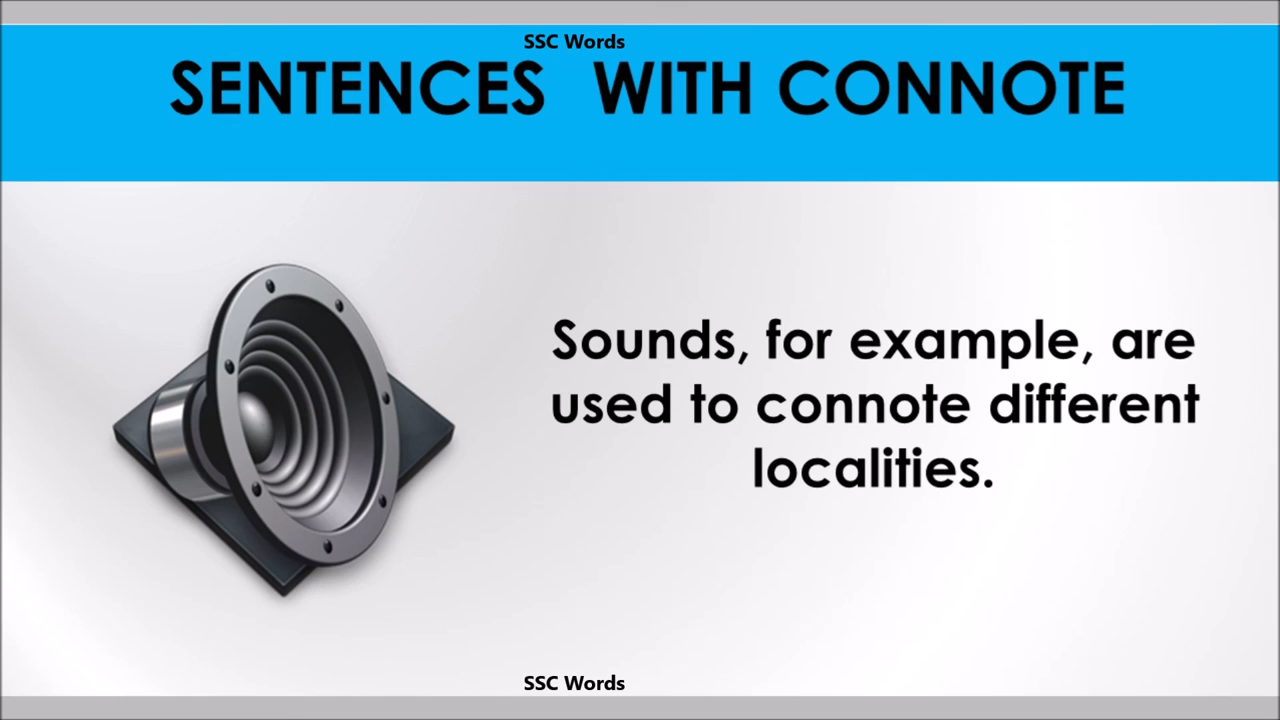 SSC Words
SENTENCES WITH CONNOTE
Sounds, for example, are
used to connote different
localities.
SSC Words